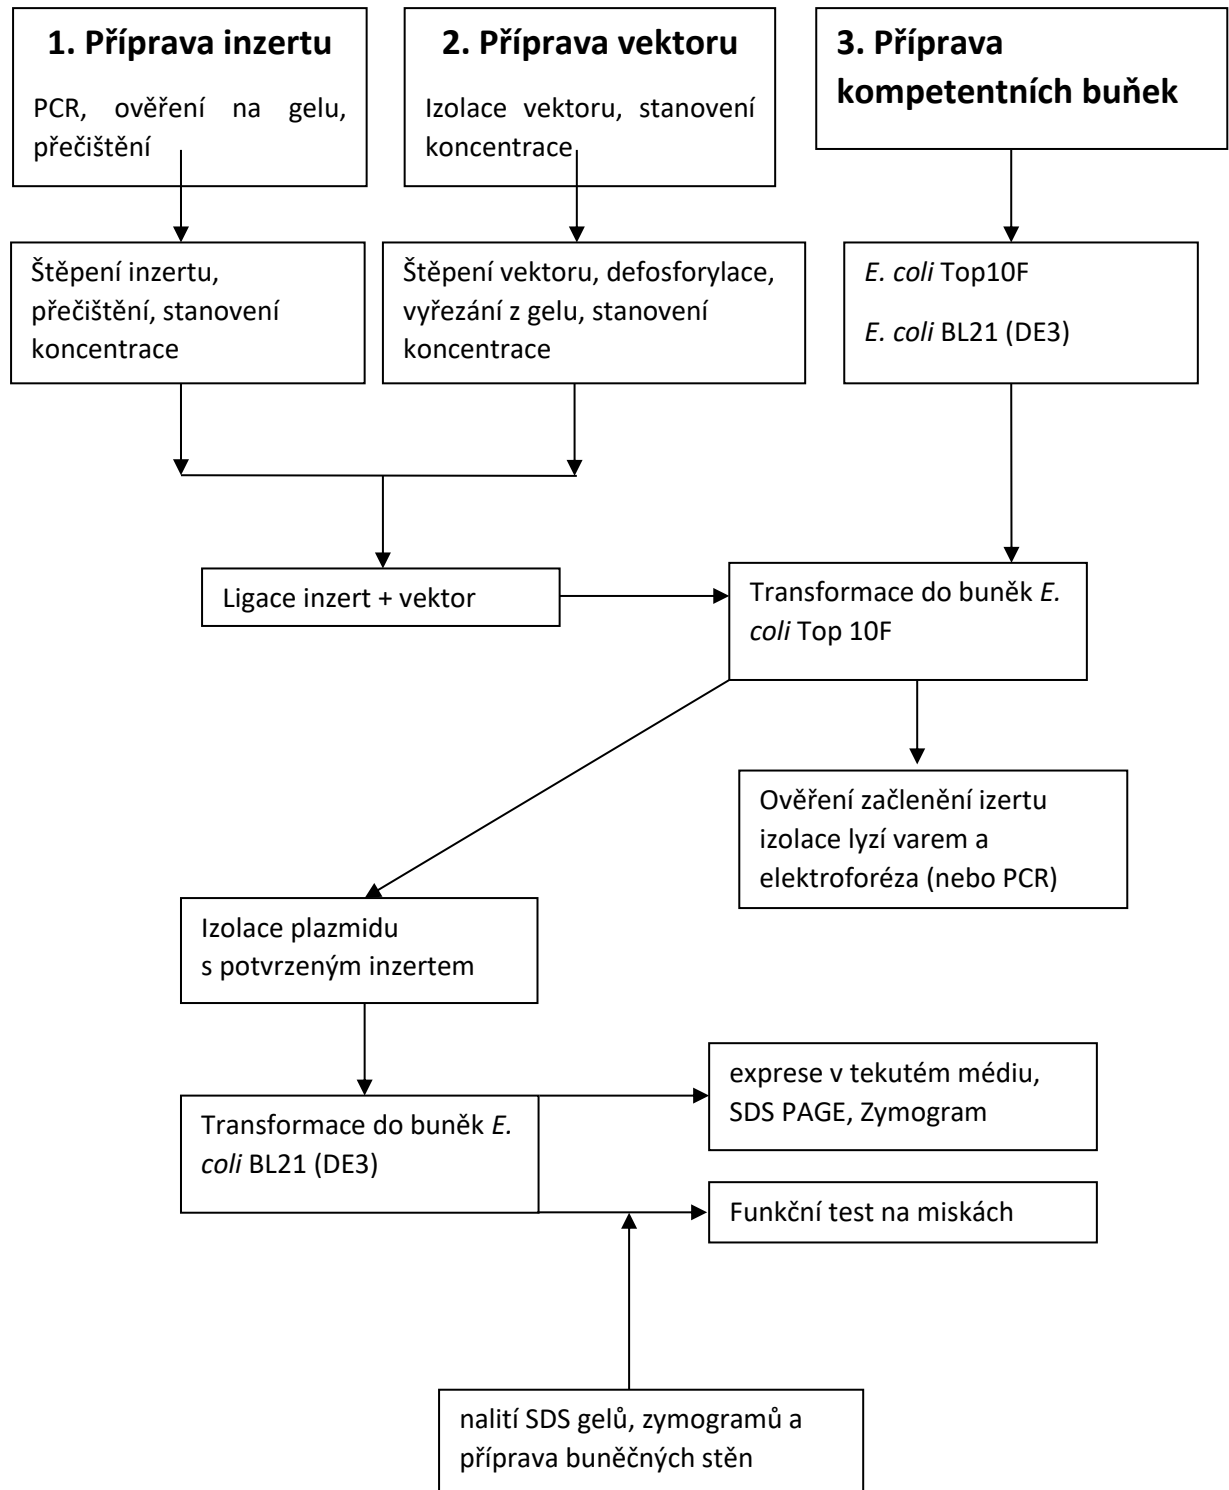 1. Příprava inzertu
PCR, ověření na gelu,
přečištění
2. Příprava vektoru
Izolace vektoru, stanovení
koncentrace
3. Příprava
kompetentních buňek
Štěpení inzertu,
přečištění, stanovení
koncentrace
Štěpení vektoru, defosforylace,
vyřezání z gelu, stanovení
koncentrace
E. coli Top10F
E. coli BL21 (DE3)
Ligace inzert + vektor
Transformace do buněk E.
coli Top 10F
Ověření začlenění izertu
izolace lyzí varem a
elektroforéza (nebo PCR)
Izolace plazmidu
s potvrzeným inzertem
Transformace do buněk E.
coli BL21 (DE3)
exprese v tekutém médiu,
SDS PAGE, Zymogram
Funkční test na miskách
nalití SDS gelů, zymogramů a
příprava buněčných stěn